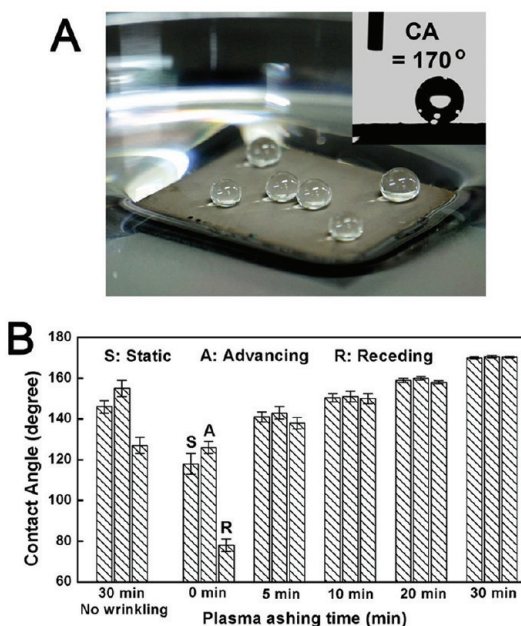 A
CA
= 170°
B
S: Static A: Advancing R: Receding
Contact Angle (degree)
180
160
140
120
100
80
60
S
A
R
30 min 0 min 5 min 10 min 20 min 30 min
No wrinkling
Plasma ashing time (min)